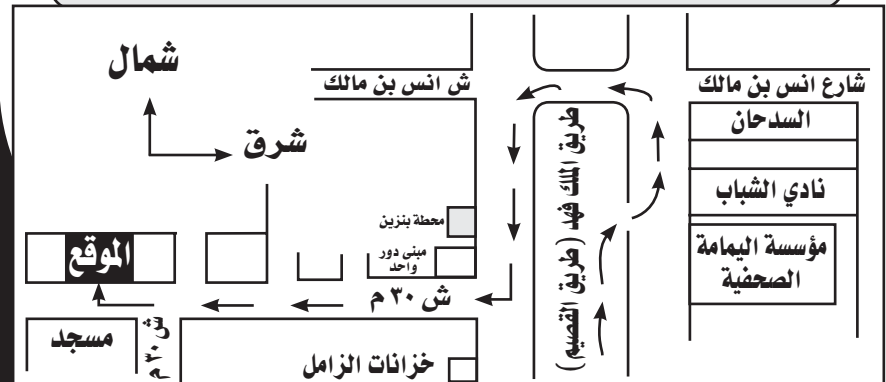 شمال
شرق
ش انس بن مالك
شارع انس بن مالك
السدحان
نادي الشباب
مؤسسة اليمامة
الصحفية
طريق الملك فهد (طريق القصيم)
محطة بنزين
مبنى دور
واحد
الموقع
ش ٣٠ م
مسجد
ش ٣٠ م
خزانات الزامل